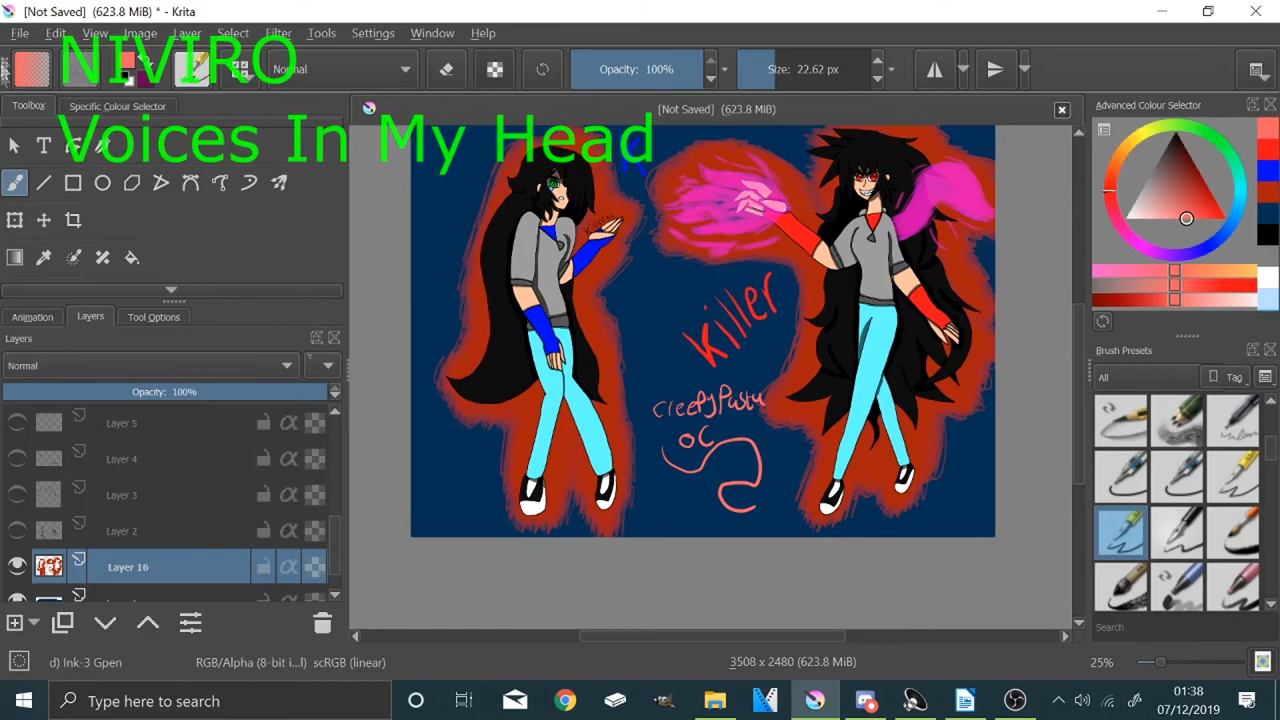 [Not Saved] (623.8 MiB) * - Krita
File Edit View Image Layer Select Filter Tools Settings Window Help
NIVIRO
Normal
Opacity: 100%
Size: 22.62 px
Toolbox
Specific Colour Selector
[Not Saved] (623.8 MiB)
Advanced Colour Selector
Voices In My Head
killer
creepyPasta
oc
Animation
Layers
Tool Options
Layers
Normal
Opacity: 100%
Layer 5
Layer 4
Layer 3
Layer 2
Layer 16
Brush Presets
All
Tag
Search
d) Ink-3 Gpen
RGB/Alpha (8-bit i...l) scRGB (linear)
3508 x 2480 (623.8 MiB)
25%
Type here to search
01:38
07/12/2019